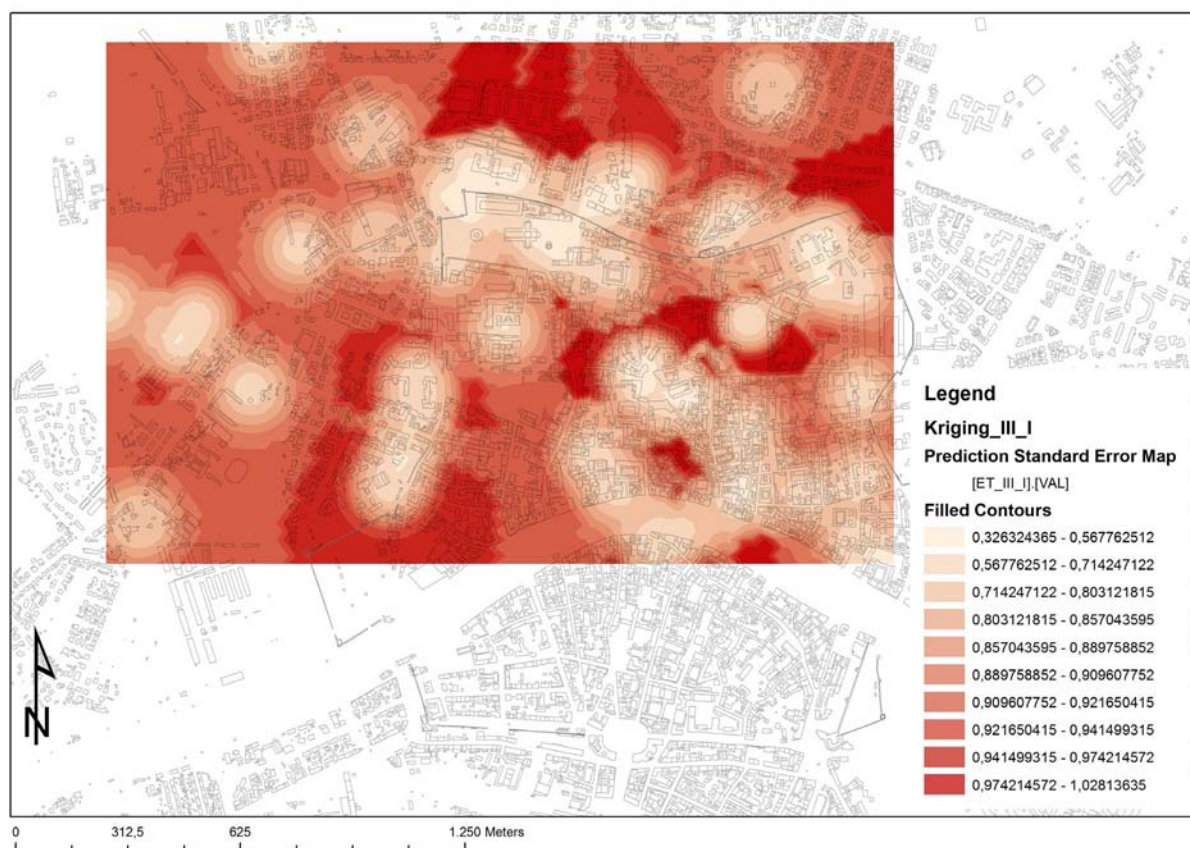 Legend
Kriging_III_I
Prediction Standard Error Map
[ET_III_I].[VAL]
Filled Contours
0,326324365 - 0,567762512
0,567762512 - 0,714247122
0,714247122 - 0,803121815
0,803121815 - 0,857043595
0,857043595 - 0,889758852
0,889758852 - 0,909607752
0,909607752 - 0,921650415
0,921650415 - 0,941499315
0,941499315 - 0,974214572
0,974214572 - 1,02813635
N
0 312,5 625 1.250 Meters